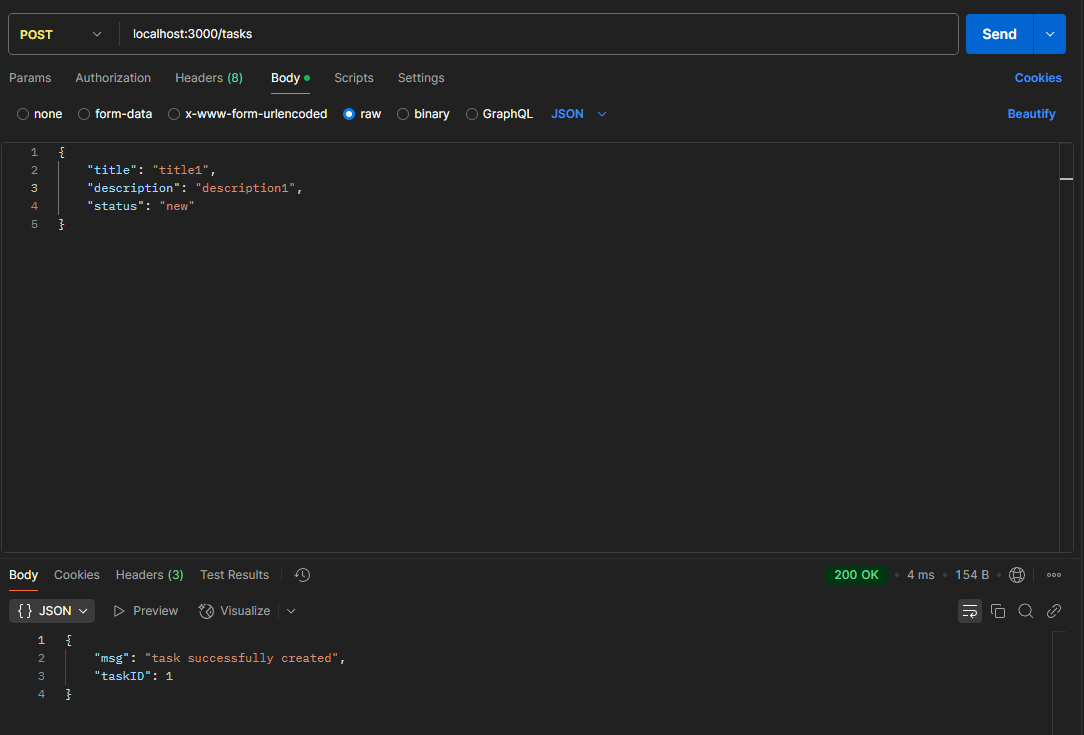 POST localhost:3000/tasks Send
Params Authorization Headers (8) Body Scripts Settings Cookies
none form-data x-www-form-urlencoded raw binary GraphQL JSON Beautify
1 {
2 "title": "title1",
3 "description": "description1",
4 "status": "new"
5 }
Body Cookies Headers (3) Test Results 200 OK • 4 ms • 154 B •
{} JSON Preview Visualize
1 {
2 "msg": "task successfully created",
3 "taskID": 1
4 }